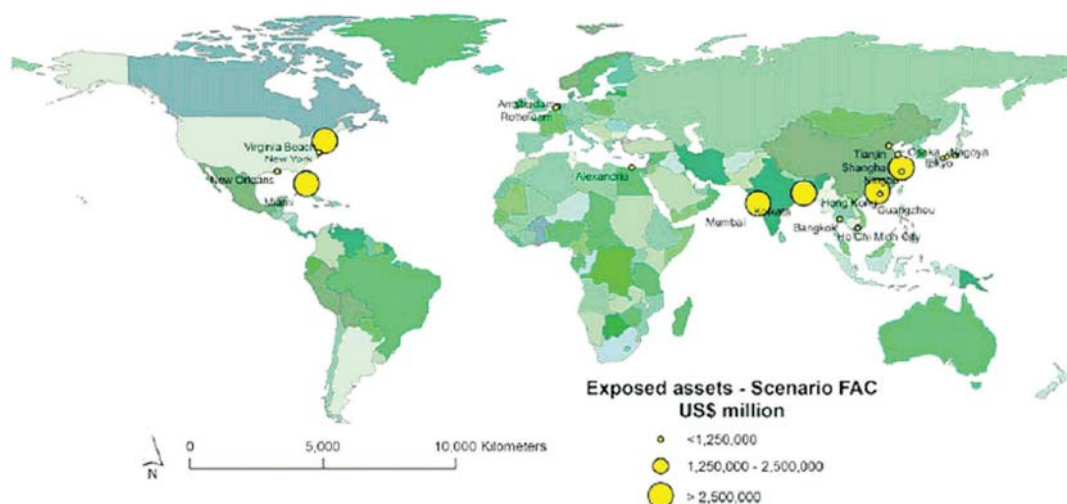 Amsterdam
Rotterdam
Virginia Beach
New York
New Orleans
Miami
Alexandria
Tianjin
Osaka
Nagoya
Tokyo
Shanghai
Ningbo
Mumbai
Kolkata
Hong Kong
Guangzhou
Bangkok
Ho Chi Minh City
Exposed assets - Scenario FAC
US$ million
<1,250,000
1,250,000 - 2,500,000
> 2,500,000
0 5,000 10,000 Kilometers
N